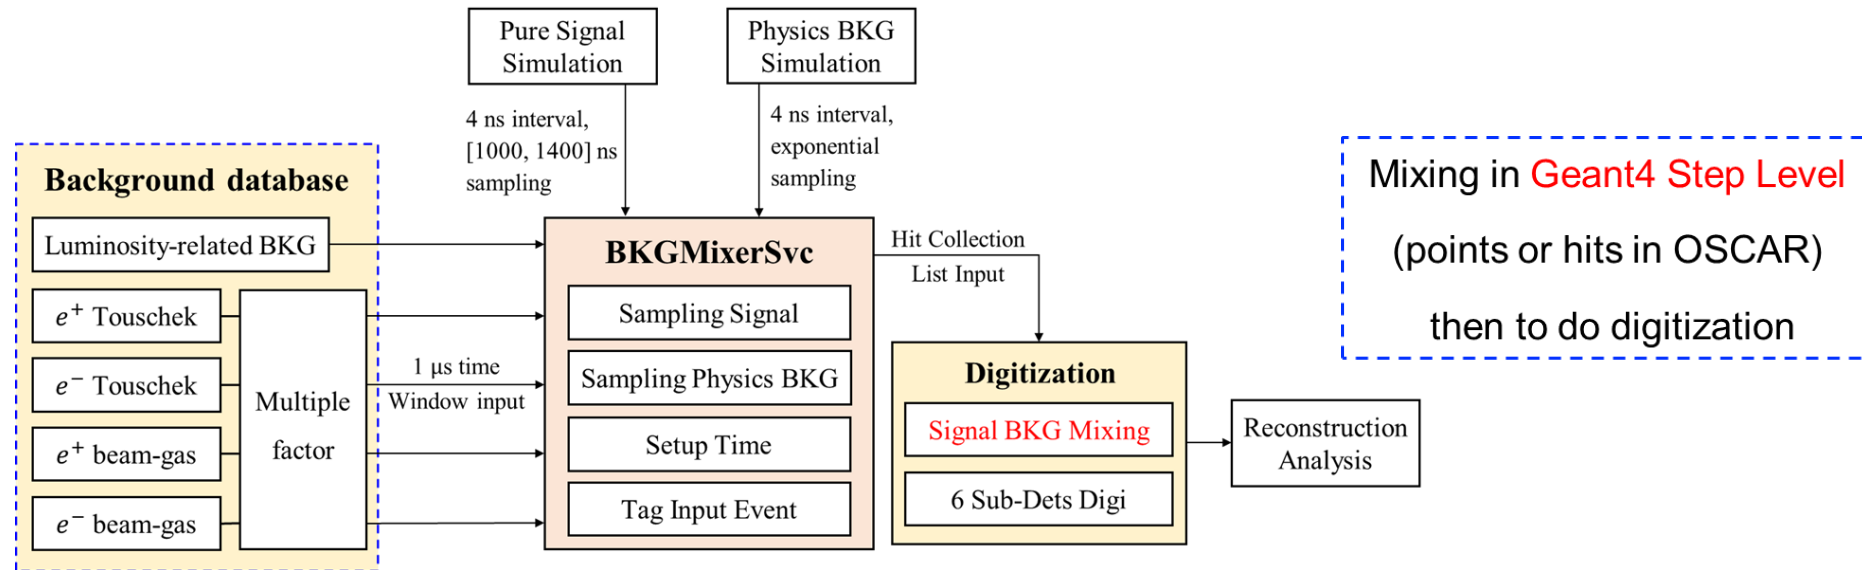 Pure Signal
Simulation
Physics BKG
Simulation
4 ns interval,
[1000, 1400] ns
sampling
4 ns interval,
exponential
sampling
Background database
Luminosity-related BKG
e⁺ Touschek
e⁻ Touschek
e⁺ beam-gas
e⁻ beam-gas
Multiple
factor
1 μs time
Window input
BKGMixerSvc
Sampling Signal
Sampling Physics BKG
Setup Time
Tag Input Event
Hit Collection
List Input
Digitization
Signal BKG Mixing
6 Sub-Dets Digi
Reconstruction
Analysis
Mixing in Geant4 Step Level
(points or hits in OSCAR)
then to do digitization